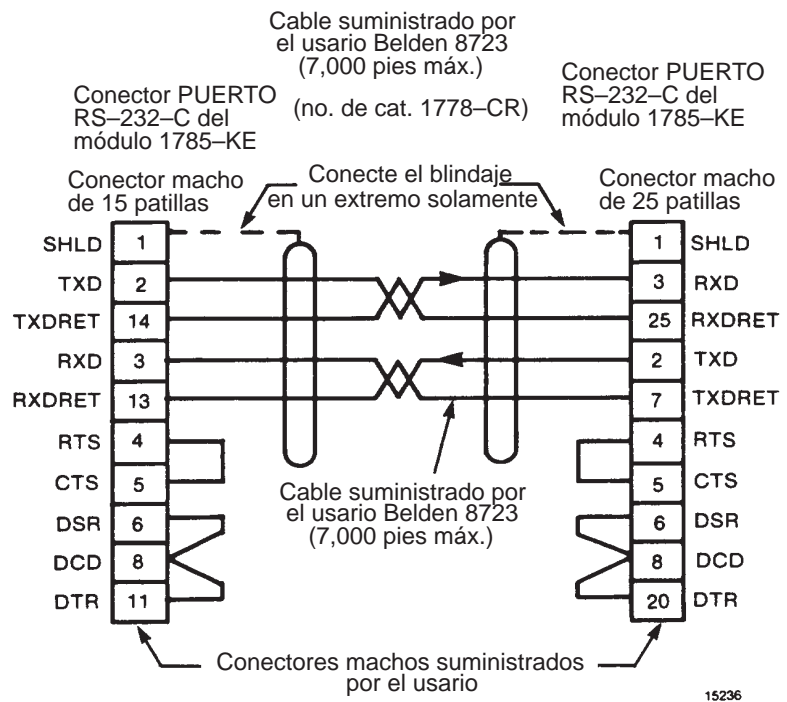 Cable suministrado por
el usario Belden 8723
(7,000 pies máx.)
(no. de cat. 1778–CR)
Conector PUERTO
RS–232–C del
módulo 1785–KE
Conector PUERTO
RS–232–C del
módulo 1785–KE
Conector macho
de 15 patillas
Conecte el blindaje
en un extremo solamente
Conector macho
de 25 patillas
SHLD 1 1 SHLD
TXD 2 3 RXD
TXDRET 14 25 RXDRET
RXD 3 2 TXD
RXDRET 13 7 TXDRET
RTS 4 4 RTS
CTS 5 5 CTS
DSR 6 6 DSR
DCD 8 8 DCD
DTR 11 20 DTR
Cable suministrado por
el usario Belden 8723
(7,000 pies máx.)
Conectores machos suministrados
por el usario
15236